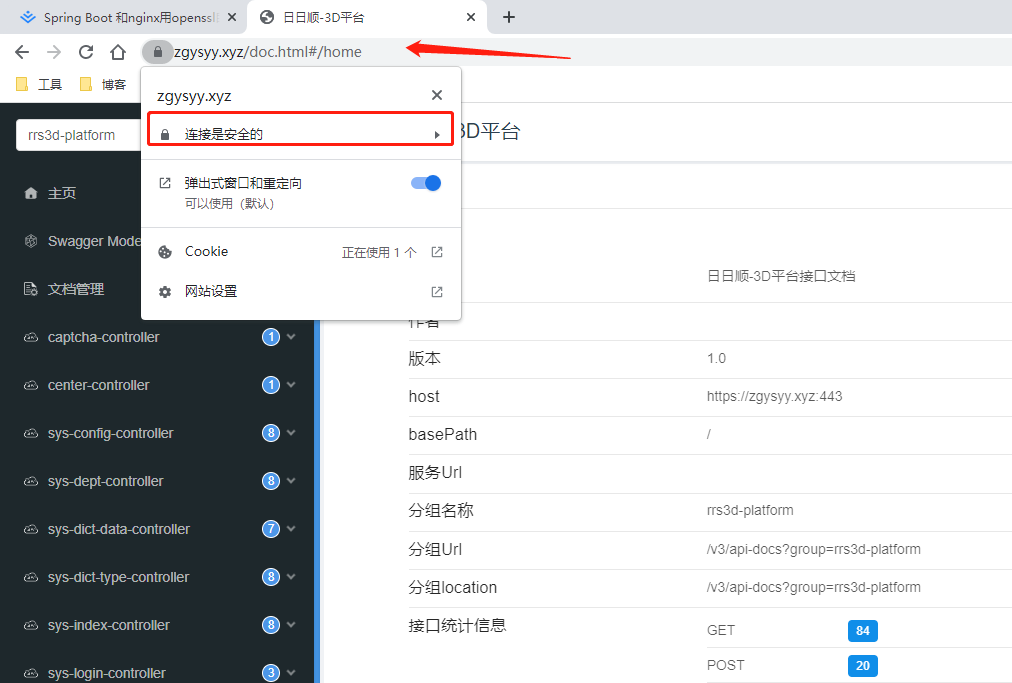 Spring Boot 和nginx用openssl
日日顺-3D平台
zgysyy.xyz/doc.html#/home
工具
博客
zgysyy.xyz
连接是安全的
弹出式窗口和重定向
可以使用（默认）
Cookie
正在使用 1 个
网站设置
rrs3d-platform
3D平台
主页
Swagger Mode
文档管理
captcha-controller
1
center-controller
1
sys-config-controller
8
sys-dept-controller
8
sys-dict-data-controller
7
sys-dict-type-controller
8
sys-index-controller
8
sys-login-controller
3
日日顺-3D平台接口文档
作者
版本
1.0
host
https://zgysyy.xyz:443
basePath
/
服务Url
分组名称
rrs3d-platform
分组Url
/v3/api-docs?group=rrs3d-platform
分组location
/v3/api-docs?group=rrs3d-platform
接口统计信息
GET
84
POST
20